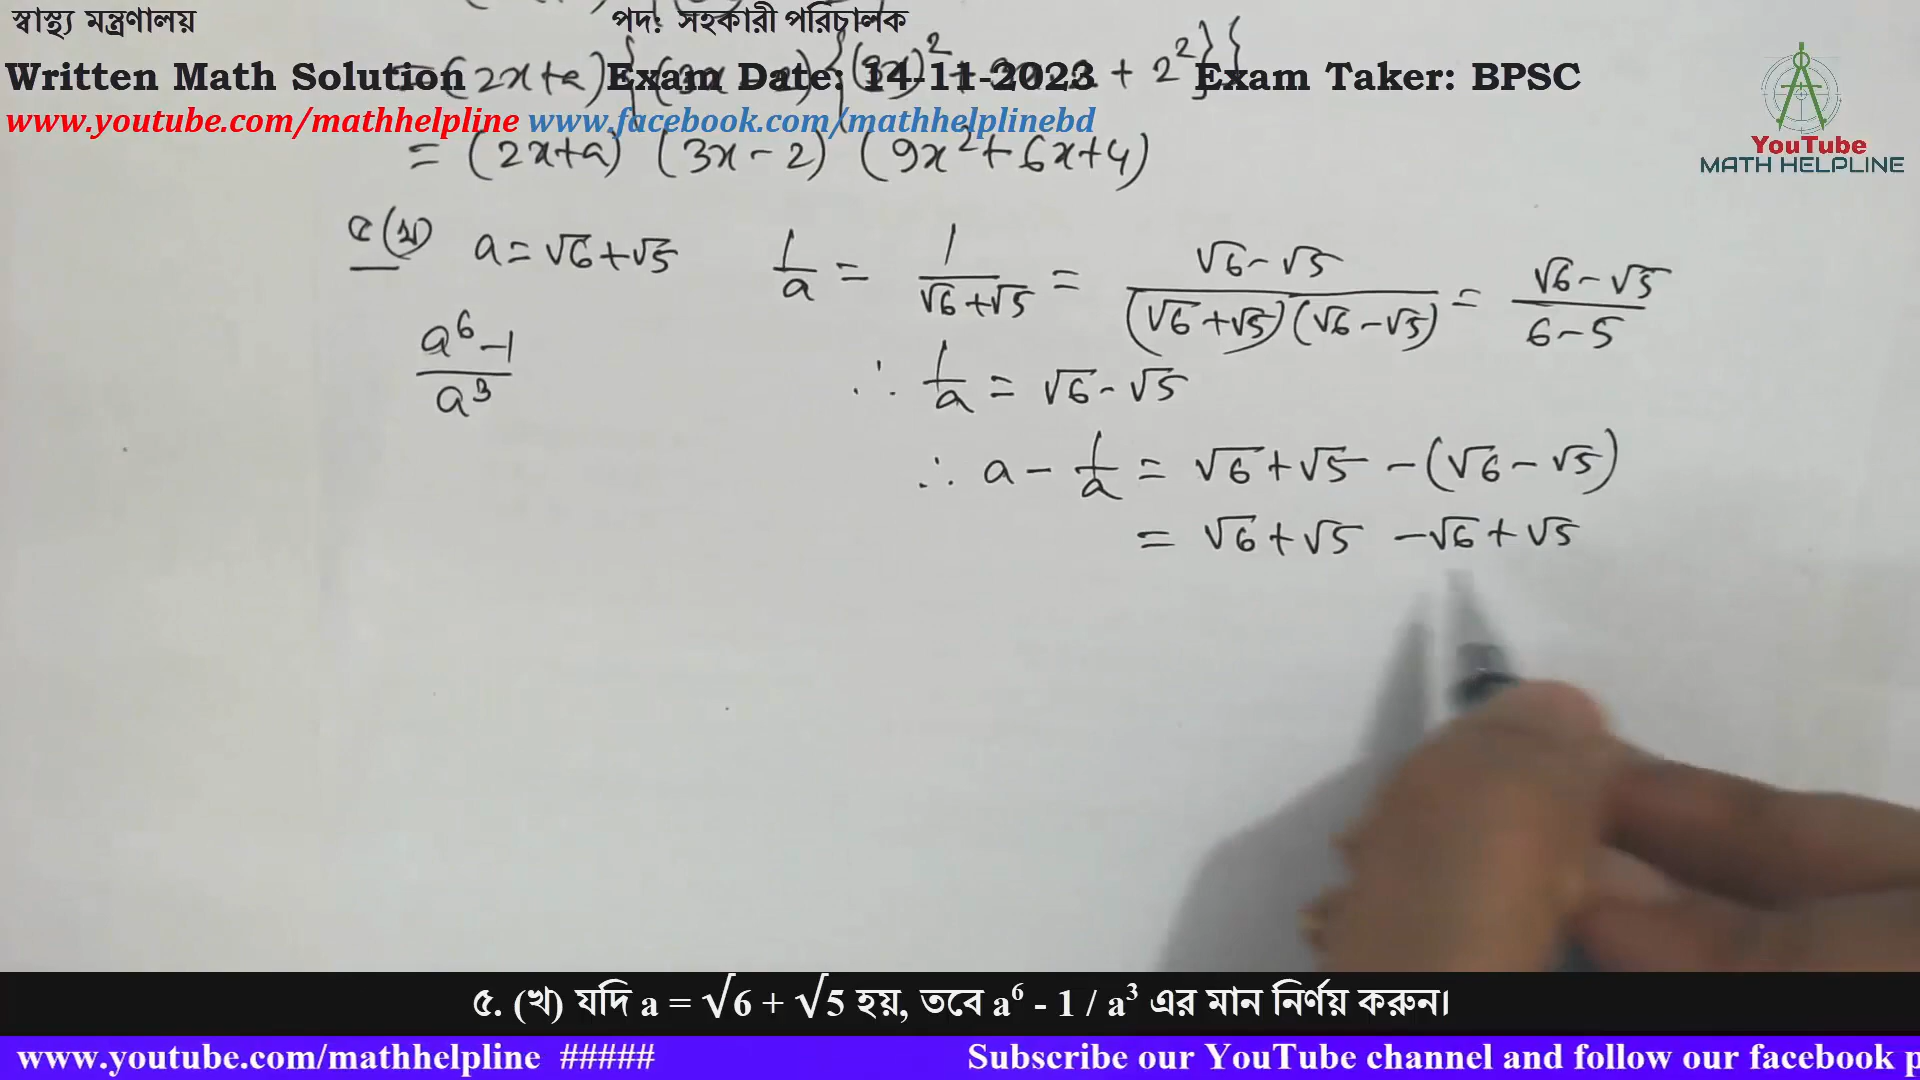 স্বাস্থ্য মন্ত্রণালয় পদ: সহকারী পরিচালক
Written Math Solution Exam Date: 14-11-2023 Exam Taker: BPSC
www.youtube.com/mathhelpline www.facebook.com/mathhelplinebd
YouTube
MATH HELPLINE
= (2x+a) (3x-2) (9x²+6x+4)
৫(খ) a = √6+√5 1/a = 1/(√6+√5) = (√6-√5)/((√6+√5)(√6-√5)) = (√6-√5)/(6-5)
(a⁶-1)/a³
∴ 1/a = √6-√5
∴ a - 1/a = √6+√5 -(√6-√5)
= √6+√5 -√6+√5
৫. (খ) যদি a = √6 + √5 হয়, তবে a⁶ - 1 / a³ এর মান নির্ণয় করুন।
www.youtube.com/mathhelpline ##### Subscribe our YouTube channel and follow our facebook p